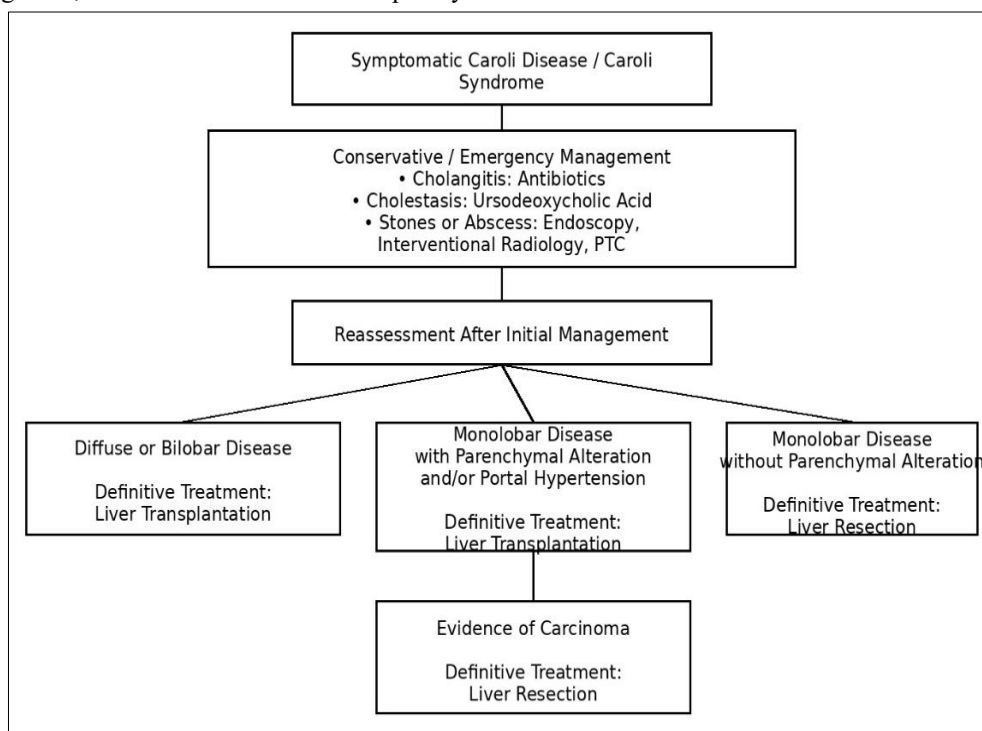 Symptomatic Caroli Disease / Caroli
Syndrome
Conservative / Emergency Management
• Cholangitis: Antibiotics
• Cholestasis: Ursodeoxycholic Acid
• Stones or Abscess: Endoscopy,
Interventional Radiology, PTC
Reassessment After Initial Management
Diffuse or Bilobar Disease
Definitive Treatment:
Liver Transplantation
Monolobar Disease
with Parenchymal Alteration
and/or Portal Hypertension
Definitive Treatment:
Liver Transplantation
Monolobar Disease
without Parenchymal Alteration
Definitive Treatment:
Liver Resection
Evidence of Carcinoma
Definitive Treatment:
Liver Resection